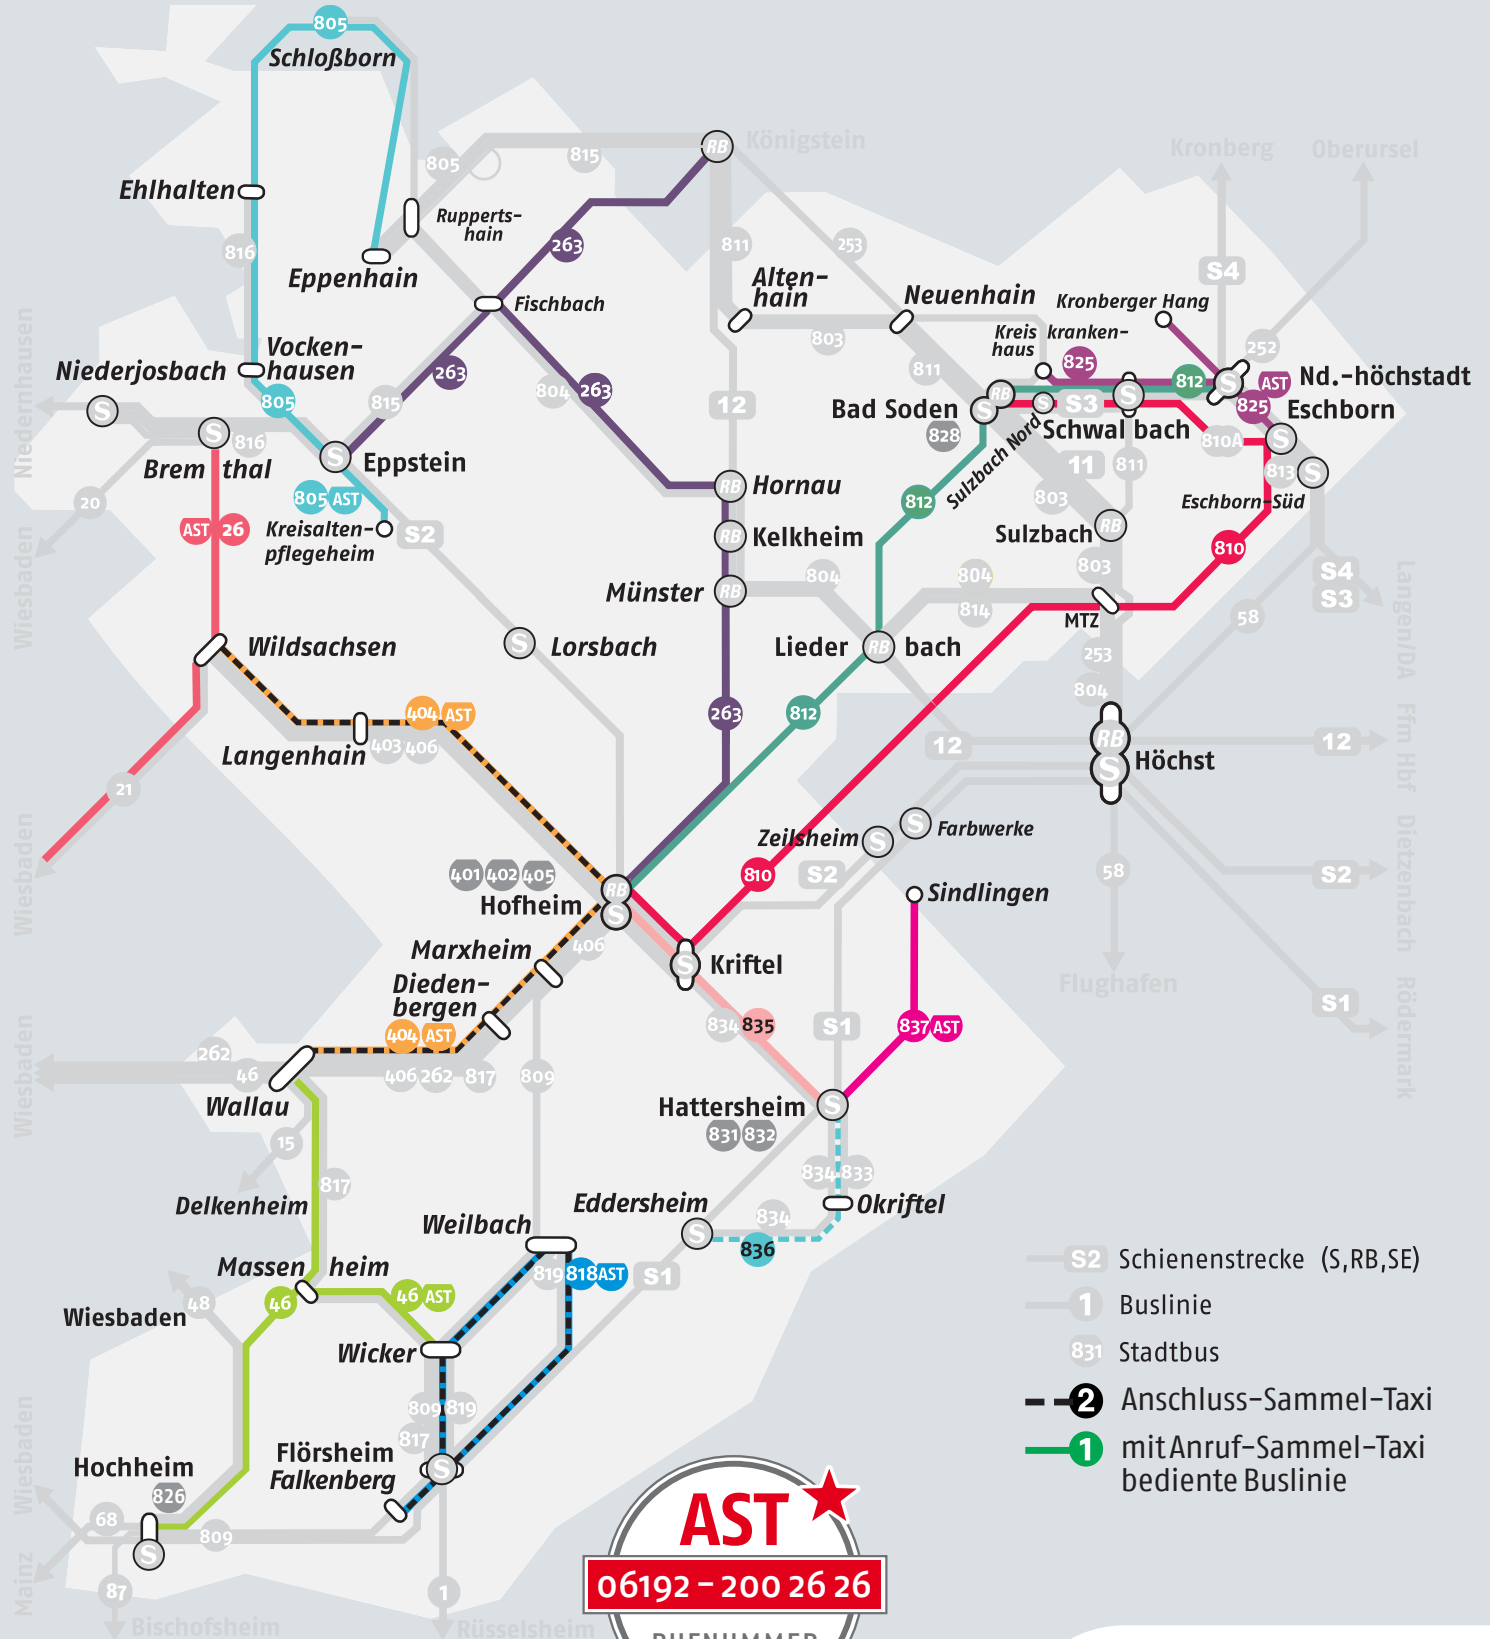 805
Schloßborn
Königstein
Kronberg
Oberursel
805
815
Ehlhalten
Ruppertshain
816
263
811
253
Eppenhain
Alten-
hain
S4
Fischbach
Neuenhain
Kronberger Hang
Kreis kranken-
haus
803
252
Niedernhausen
Vocken-
hausen
Niederjosbach
263
804
263
811
825
812
AST
Nd.-höchstadt
805
815
12
Bad Soden
S3
825
Eschborn
828
Sulzbach Nord
Schwal bach
810A
816
Brem thal
Eppstein
11
811
813
20
805 AST
Hornau
812
803
Eschborn-Süd
AST 26
Kreisalten-
pflegeheim
S2
Kelkheim
Sulzbach
810
Wiesbaden
Münster
804
804
803
S4
S3
814
MTZ
58
Langen/DA
Wildsachsen
Lorsbach
Lieder bach
253
804
404 AST
263
812
Langenhain
403 406
12
RB
S
Höchst
12
Ffm Hbf
21
Wiesbaden
Zeilsheim
Farbwerke
401 402 405
810
S2
58
S2
Dietzenbach
Hofheim
Sindlingen
Marxheim
406
Kriftel
Dieden-
bergen
Flughafen
S1
Rödermark
404 AST
834 835
S1
837 AST
262
46
406 262 817
809
Wiesbaden
Wallau
Hattersheim
831 832
15
817
834 833
Delkenheim
Eddersheim
Okriftel
Weilbach
834
836
Massen heim
819 818 AST
S1
S2 Schienenstrecke (S,RB,SE)
48
46
46 AST
1 Buslinie
Wiesbaden
Wicker
831 Stadtbus
809 819
2 Anschluss-Sammel-Taxi
817
1 mit Anruf-Sammel-Taxi
bediente Buslinie
Flörsheim
Falkenberg
Hochheim
826
Wiesbaden
68
809
AST
Mainz
87
1
06192 - 200 26 26
Bischofsheim
Rüsselsheim
RUFNUMMER